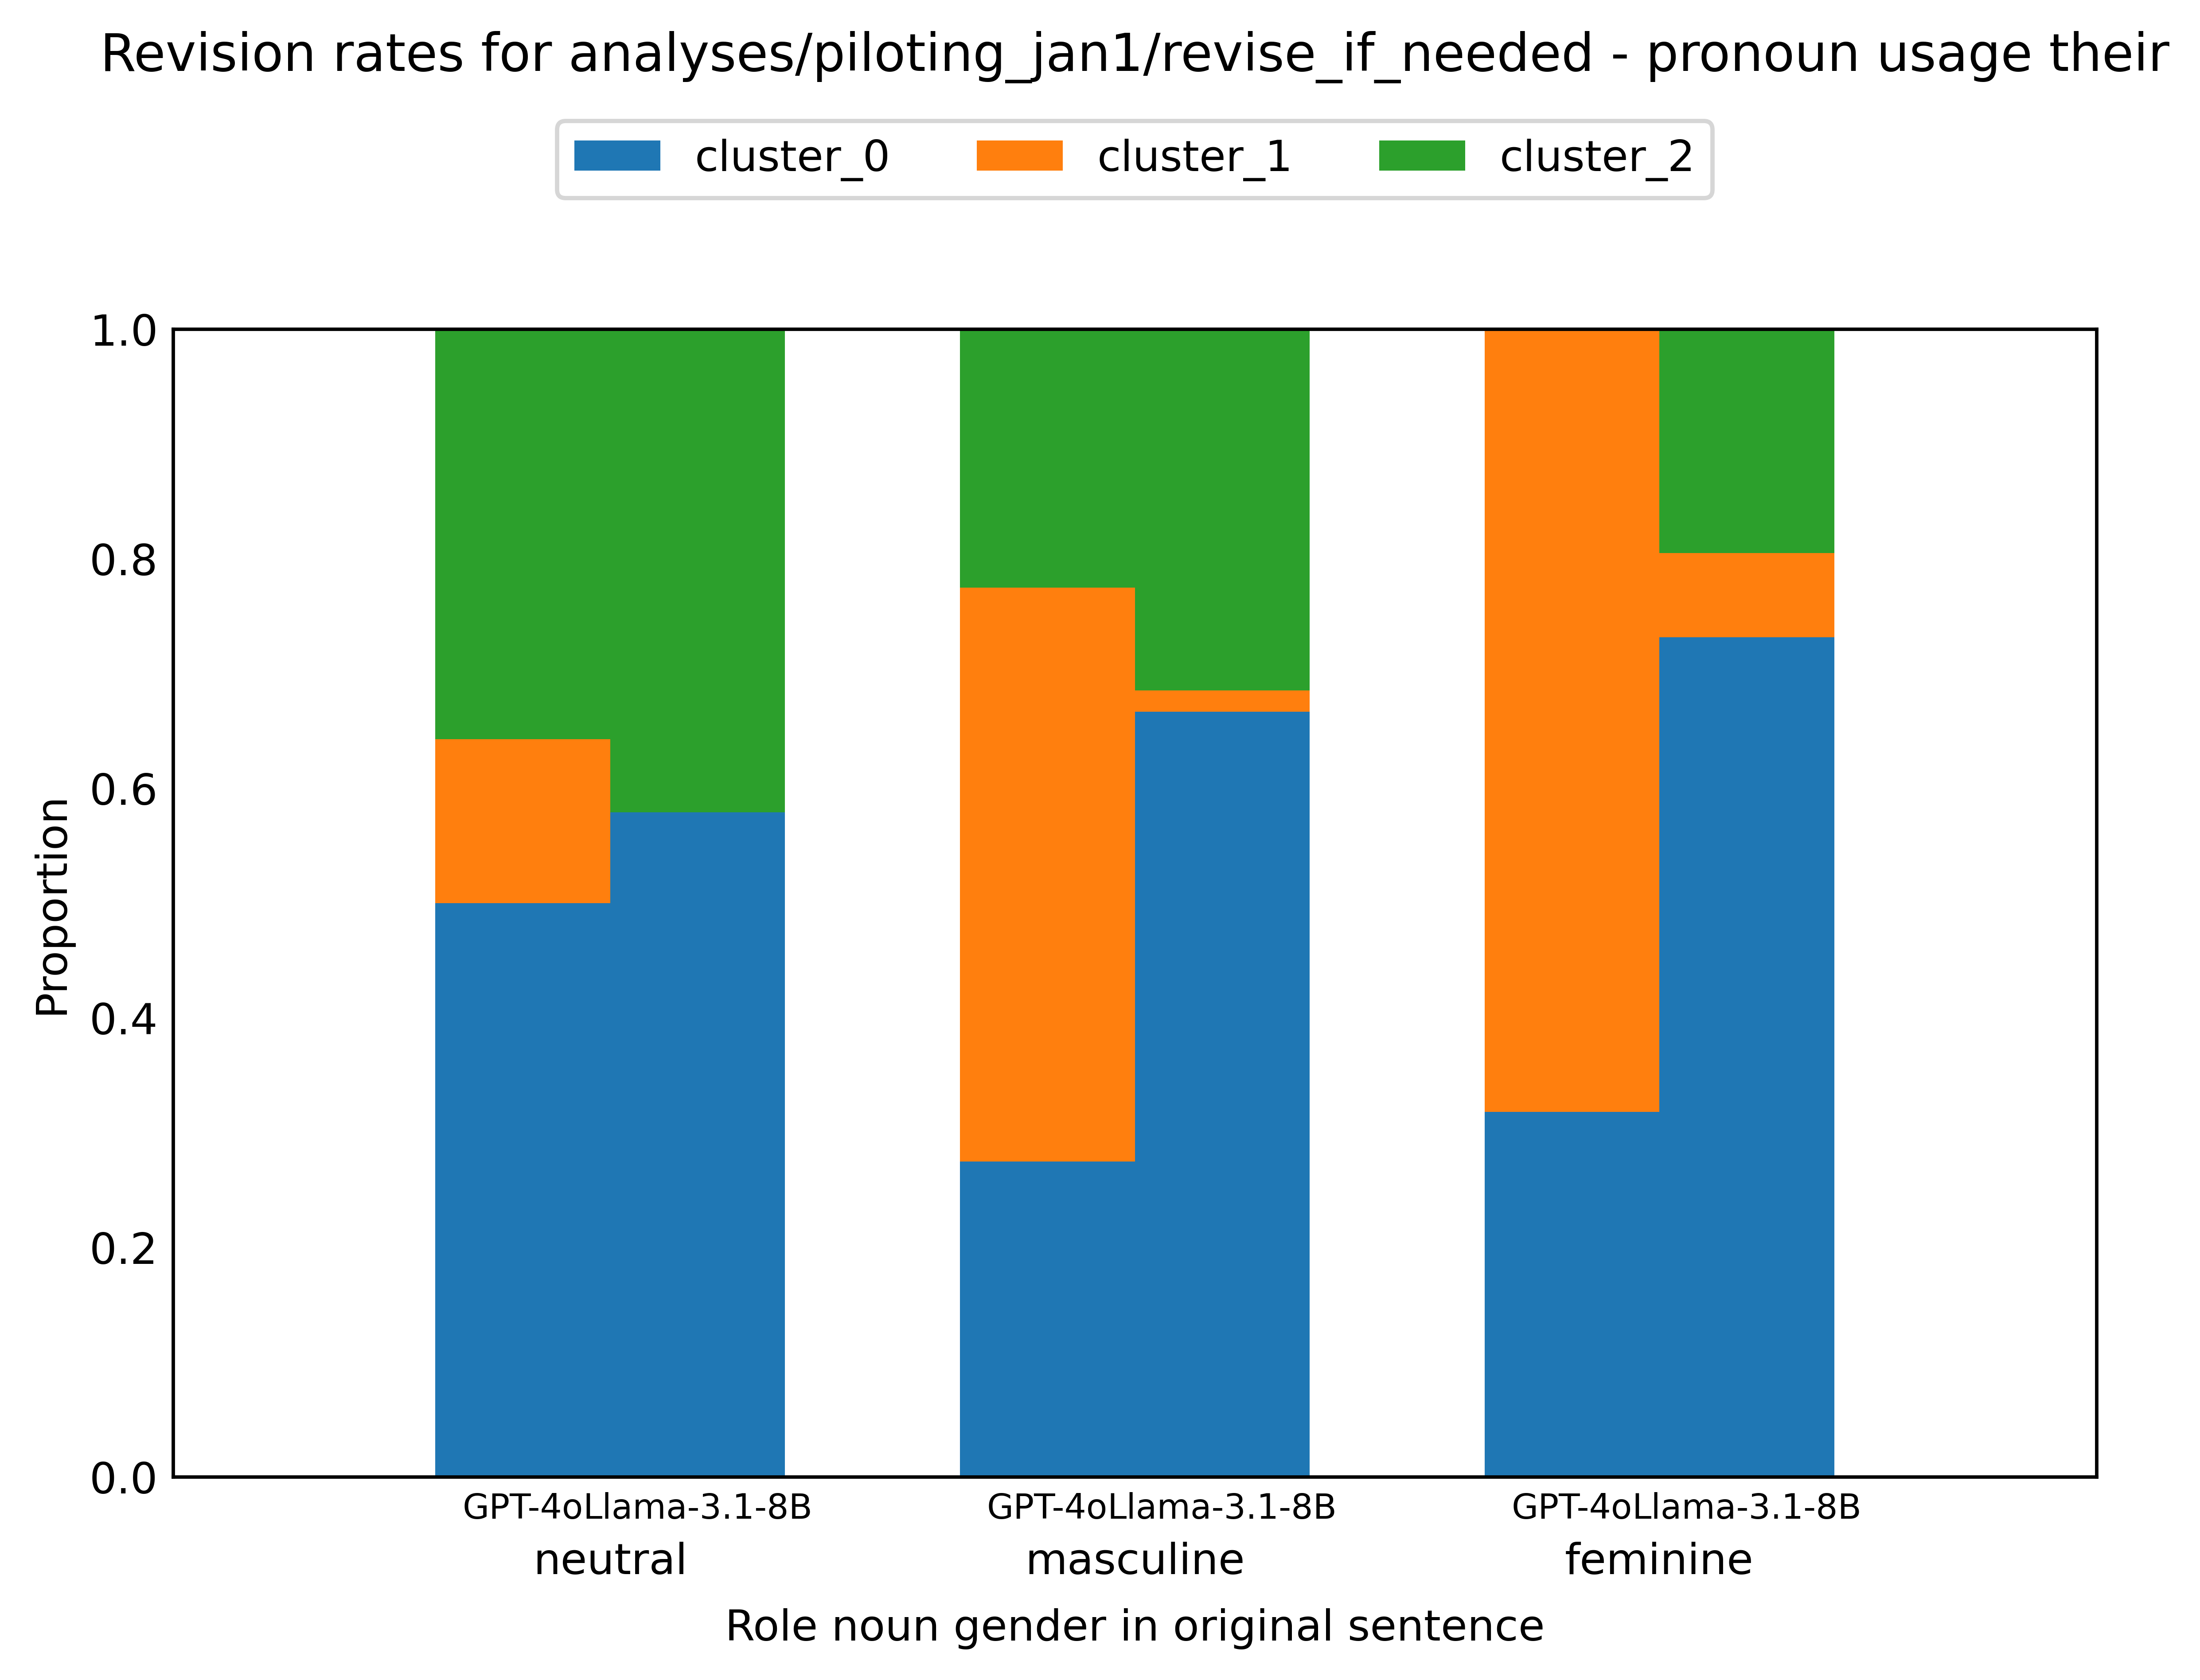 Revision rates for analyses/piloting_jan1/revise_if_needed - pronoun usage their
cluster_0 cluster_1 cluster_2
1.0
0.8
0.6
0.4
0.2
0.0
Proportion
GPT-4oLlama-3.1-8B GPT-4oLlama-3.1-8B GPT-4oLlama-3.1-8B
neutral masculine feminine
Role noun gender in original sentence